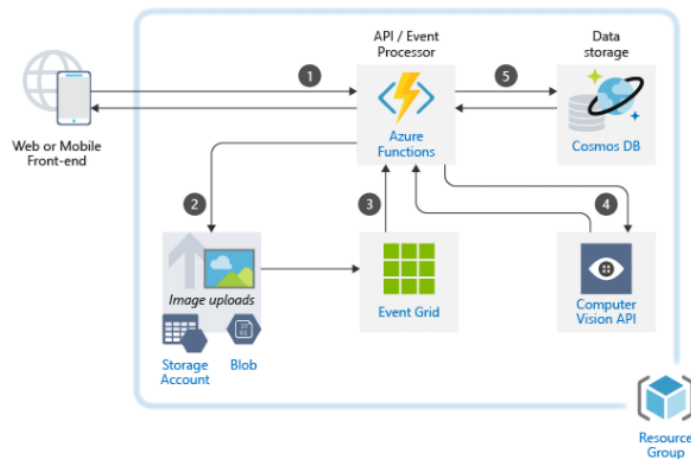 API / Event
Processor
Data
storage
1
5
Web or Mobile
Front-end
Azure
Functions
Cosmos DB
2
3
4
Image uploads
Event Grid
Computer
Vision API
Storage
Account
Blob
Resource
Group